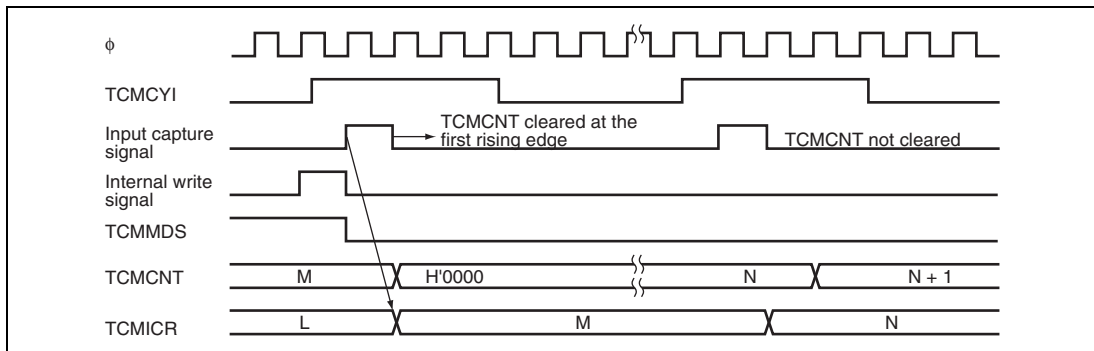 φ
TCMCYI
Input capture
signal
TCMCNT cleared at the
first rising edge
TCMCNT not cleared
Internal write
signal
TCMMDS
TCMCNT
M
H'0000
N
N + 1
TCMICR
L
M
N